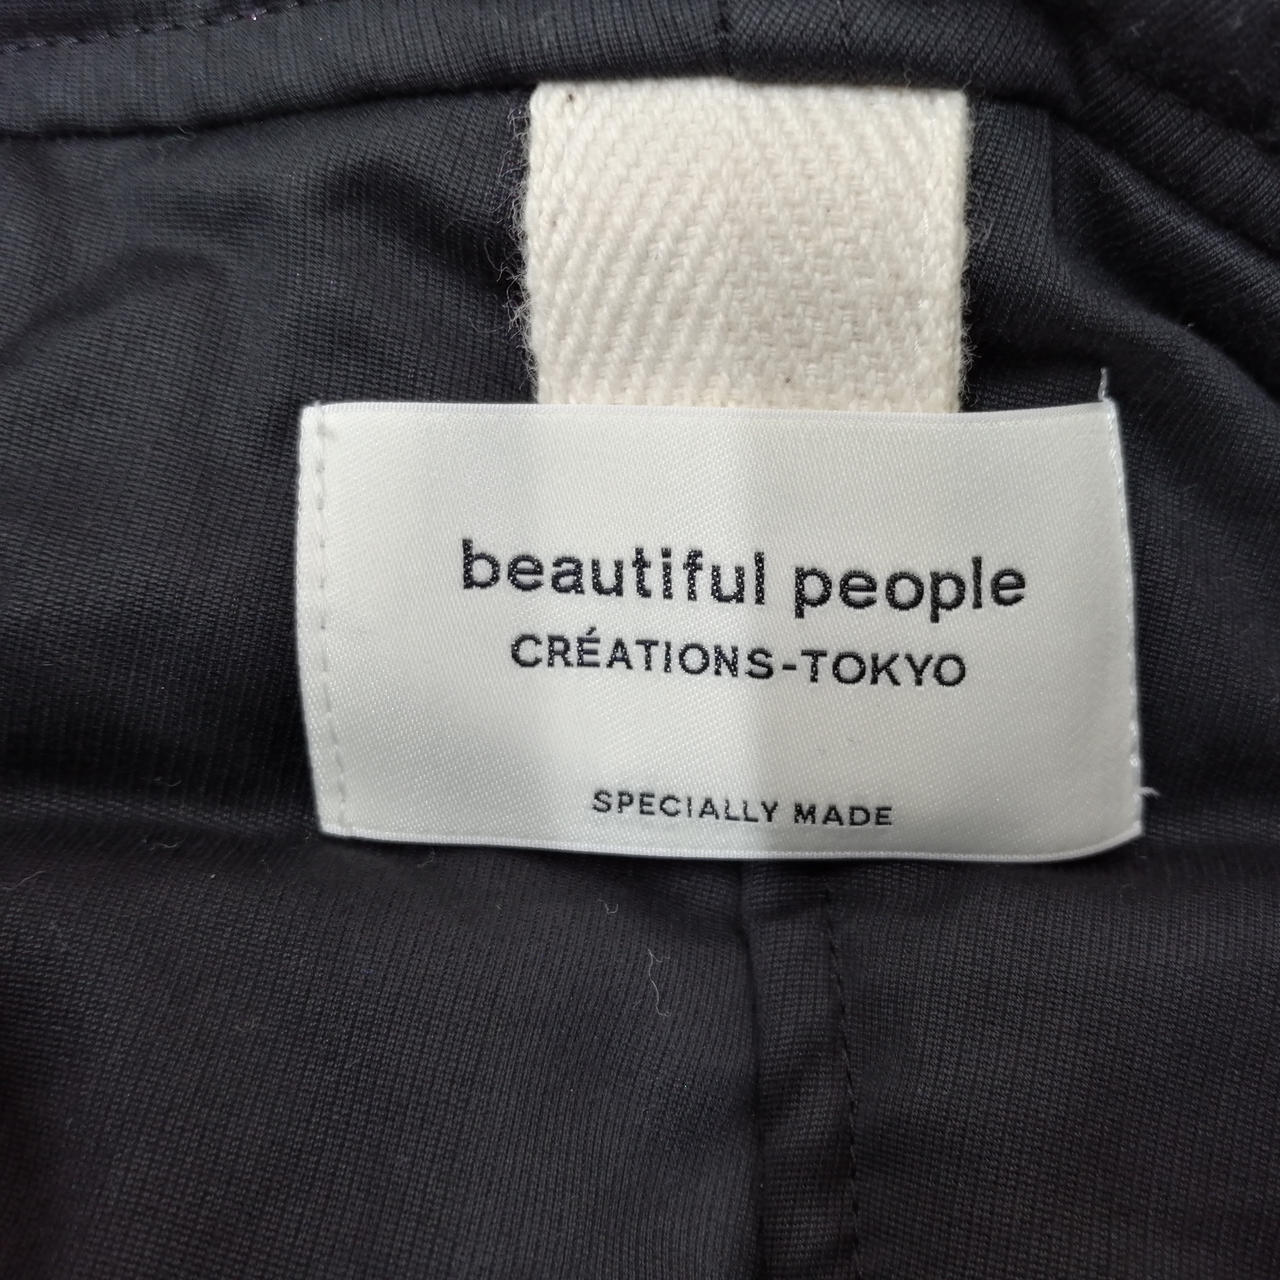 beautiful people
CRÉATIONS-TOKYO
SPECIALLY MADE